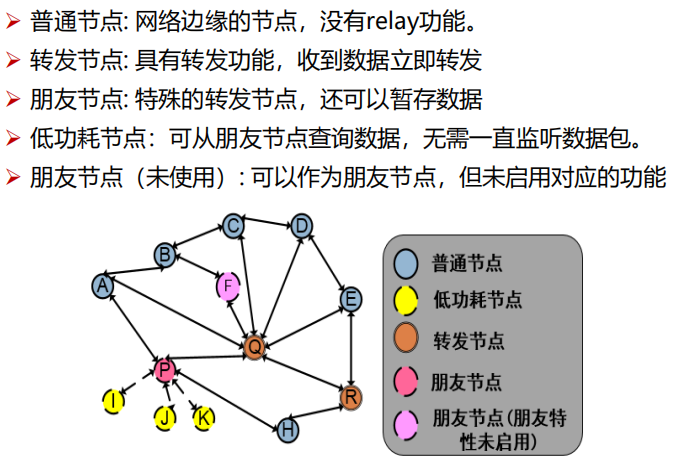 普通节点: 网络边缘的节点，没有relay功能。
转发节点: 具有转发功能，收到数据立即转发
朋友节点: 特殊的转发节点，还可以暂存数据
低功耗节点：可从朋友节点查询数据，无需一直监听数据包。
朋友节点（未使用）: 可以作为朋友节点，但未启用对应的功能
C
D
B
A
F
E
Q
P
I
J
K
R
H
普通节点
低功耗节点
转发节点
朋友节点
朋友节点(朋友特
性未启用)